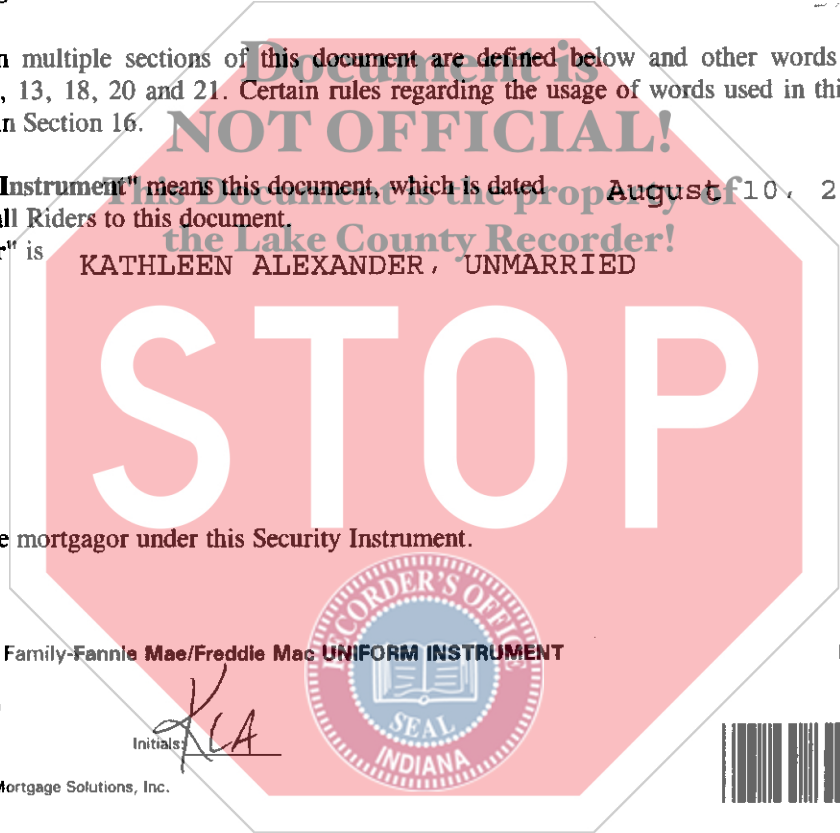 Document is
n multiple sections of this document are defined below and other words
, 13, 18, 20 and 21. Certain rules regarding the usage of words used in thi
n Section 16.
NOT OFFICIAL!
Instrument" means this document, which is dated August 10, 2
This Document is the property of
ll Riders to this document.
the Lake County Recorder!
r" is KATHLEEN ALEXANDER, UNMARRIED
STOP
e mortgagor under this Security Instrument.
RECORDER'S OFFICE
Family-Fannie Mae/Freddie Mac UNIFORM INSTRUMENT
SEAL
INDIANA
Initials: KCA
Mortgage Solutions, Inc.